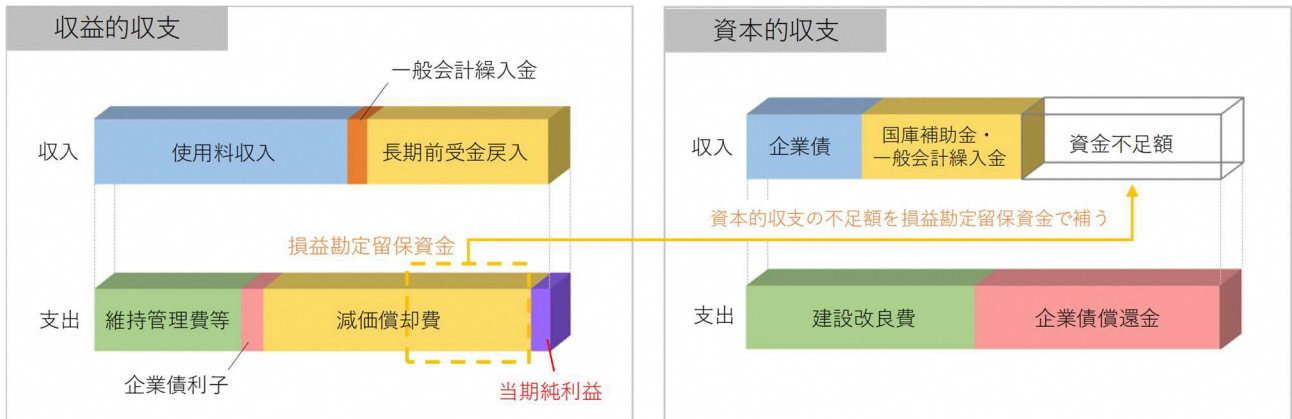 収益的収支
一般会計繰入金
収入
使用料収入
長期前受金戻入
損益勘定留保資金
支出
維持管理費等
減価償却費
企業債利子
当期純利益
資本的収支
収入
企業債
国庫補助金・
一般会計繰入金
資金不足額
資本的収支の不足額を損益勘定留保資金で補う
支出
建設改良費
企業債償還金